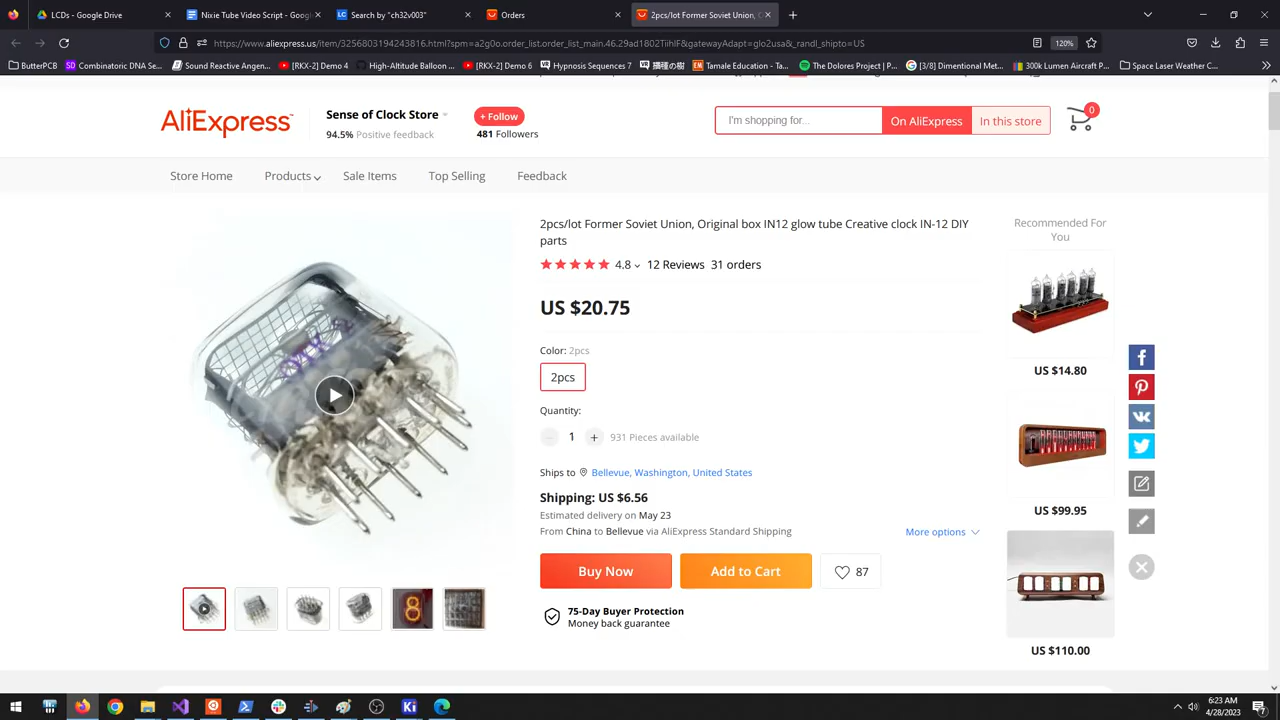 LCDs - Google Drive
Nixie Tube Video Script - Googl
Search by "ch32v003"
Orders
2pcs/lot Former Soviet Union, C
https://www.aliexpress.us/item/3256803194243816.html?spm=a2g0o.order_list.order_list_main.46.29ad1802TiihIF&gatewayAdapt=glo2usa&_randl_shipto=US
120%
ButterPCB
Combinatoric DNA Se...
Sound Reactive Angen...
[RKX-2] Demo 4
High-Altitude Balloon ...
[RKX-2] Demo 6
Hypnosis Sequences 7
Tamale Education - Ta...
The Dolores Project | P...
[3/8] Dimentional Met...
300k Lumen Aircraft P...
Space Laser Weather C...
AliExpress
Sense of Clock Store
94.5% Positive feedback
+ Follow
481 Followers
I'm shopping for...
On AliExpress
In this store
0
Store Home
Products
Sale Items
Top Selling
Feedback
2pcs/lot Former Soviet Union, Original box IN12 glow tube Creative clock IN-12 DIY
parts
4.8
12 Reviews
31 orders
US $20.75
Color: 2pcs
2pcs
Quantity:
1
931 Pieces available
Ships to
Bellevue, Washington, United States
Shipping: US $6.56
Estimated delivery on May 23
From China to Bellevue via AliExpress Standard Shipping
More options
Buy Now
Add to Cart
87
75-Day Buyer Protection
Money back guarantee
Recommended For
You
US $14.80
US $99.95
US $110.00
6:23 AM
4/28/2023